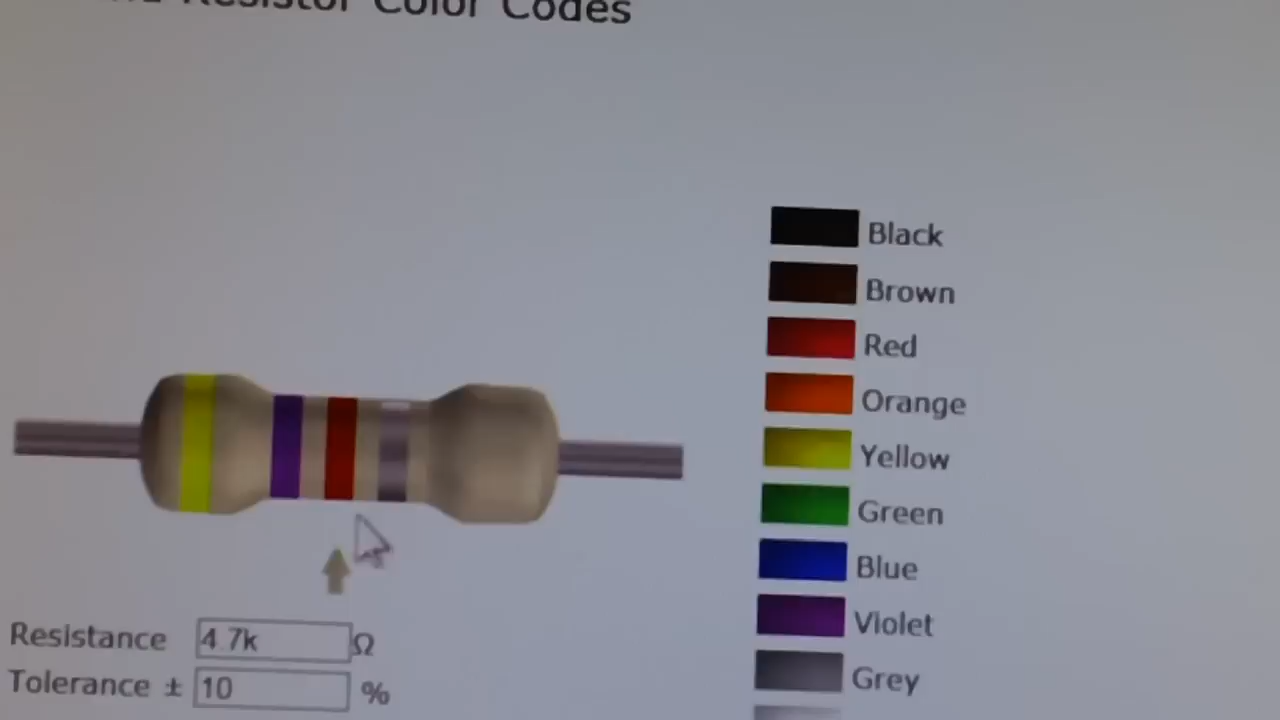 Resistor Color Codes
Black
Brown
Red
Orange
Yellow
Green
Blue
Violet
Grey
Resistance 4.7k Ω
Tolerance ± 10 %